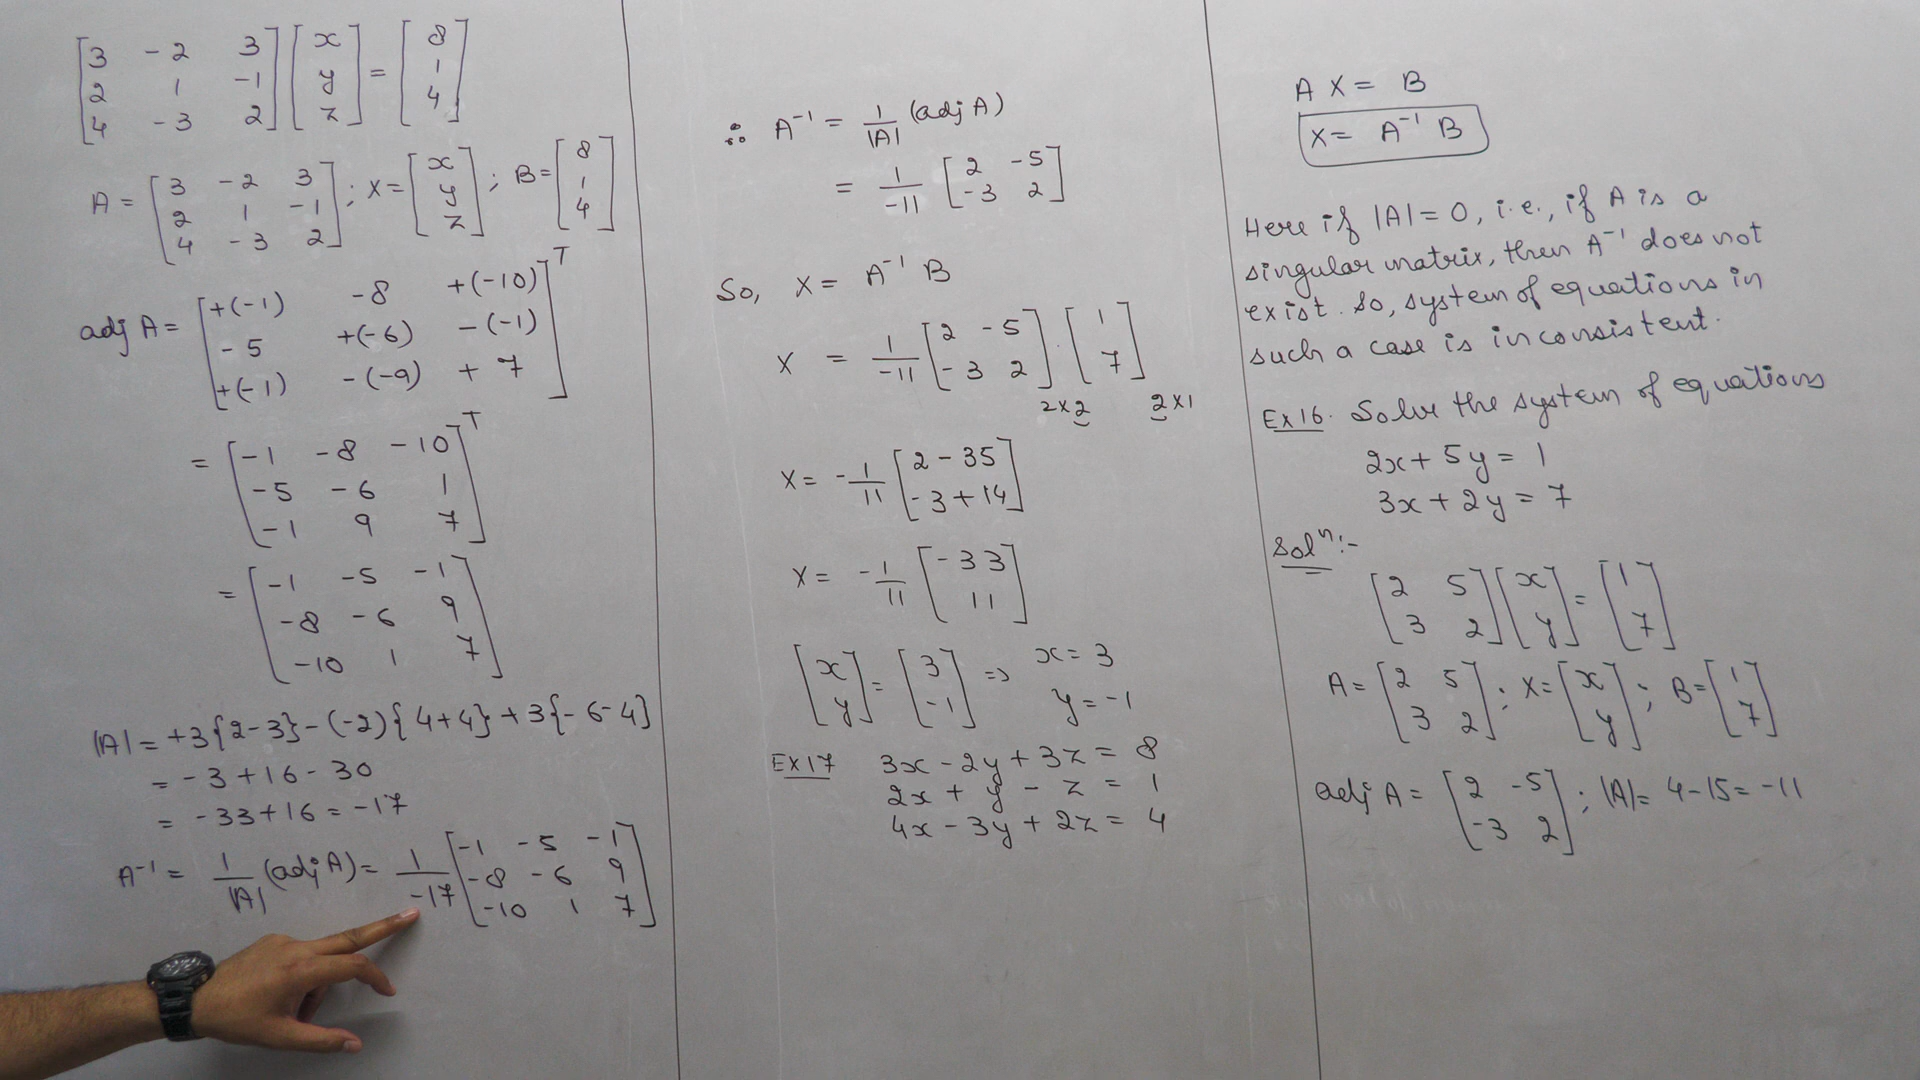 [3 -2 3] [x] = [8]
[2 1 -1] [y] [1]
[4 -3 2] [z] [4]
A = [3 -2 3] ; X = [x] ; B = [8]
[2 1 -1] [y] [1]
[4 -3 2] [z] [4]
adj A = [+(-1) -8 +(-10)]ᵀ
[-5 +(-6) -(-1)]
[+(-1) -(-9) +7]
= [-1 -8 -10]ᵀ
[-5 -6 1]
[-1 9 7]
= [-1 -5 -1]
[-8 -6 9]
[-10 1 7]
|A| = +3{2-3} - (-2){4+4} + 3{-6-4}
= -3 + 16 - 30
= -33 + 16 = -17
A⁻¹ = 1/|A| (adj A) = 1/-17 [-1 -5 -1]
[-8 -6 9]
[-10 1 7]
∴ A⁻¹ = 1/|A| (adj A)
= 1/-11 [2 -5]
[-3 2]
So, X = A⁻¹ B
X = 1/-11 [2 -5] . [1]
[-3 2] [7]
2×2 2×1
X = -1/11 [2 - 35]
[-3 + 14]
X = -1/11 [-33]
[11]
[x] = [3] => x = 3
[y] [-1] y = -1
Ex 17 3x - 2y + 3z = 8
2x + y - z = 1
4x - 3y + 2z = 4
A X = B
X = A⁻¹ B
Here if |A| = 0, i.e., if A is a
singular matrix, then A⁻¹ does not
exist. So, system of equations in
such a case is inconsistent.
Ex 16. Solve the system of equations
2x + 5y = 1
3x + 2y = 7
Solⁿ:-
[2 5] [x] = [1]
[3 2] [y] [7]
A = [2 5] ; X = [x] ; B = [1]
[3 2] [y] [7]
adj A = [2 -5] ; |A| = 4 - 15 = -11
[-3 2]